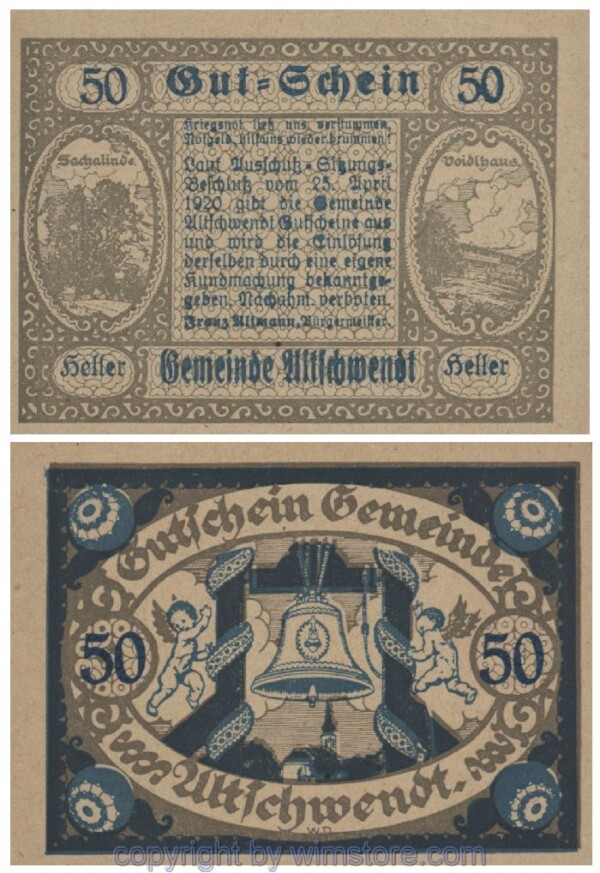 50 Gut=Schein 50
Kriegsnot ließ uns verstummen,
Notgeld, hilf uns wieder brummen!
Sachalinde.
Voidlhaus.
Laut Ausschuß=Sitzungs=
Beschluß vom 25. April
1920 gibt die Gemeinde
Altschwendt Gutscheine aus
und wird die Einlösung
derselben durch eine eigene
Kundmachung bekanntge=
geben. Nachahm. verboten.
Franz Altmann, Bürgermeister.
Heller Gemeinde Altschwendt Heller
Gutschein Gemeinde
50 50
Altschwendt.
W.D.
copyright by wimstore.com